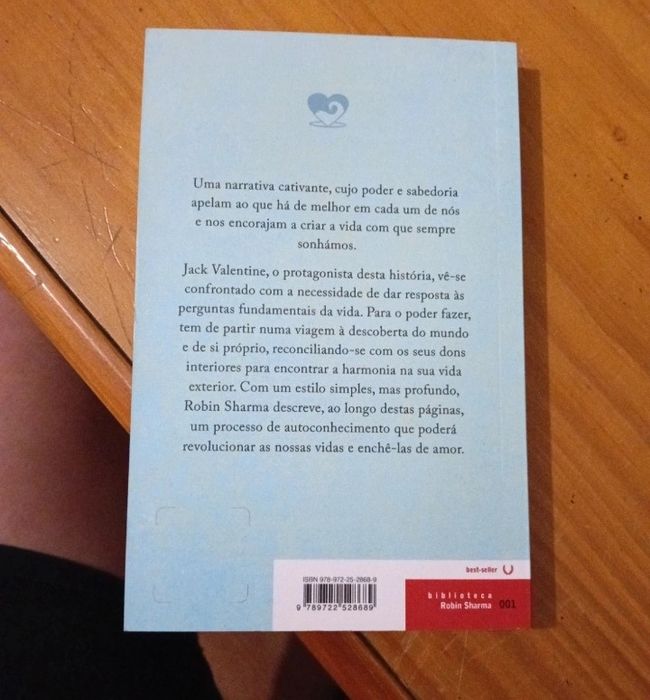 Uma narrativa cativante, cujo poder e sabedoria
apelam ao que há de melhor em cada um de nós
e nos encorajam a criar a vida com que sempre
sonhámos.
Jack Valentine, o protagonista desta história, vê-se
confrontado com a necessidade de dar resposta às
perguntas fundamentais da vida. Para o poder fazer,
tem de partir numa viagem à descoberta do mundo
e de si próprio, reconciliando-se com os seus dons
interiores para encontrar a harmonia na sua vida
exterior. Com um estilo simples, mas profundo,
Robin Sharma descreve, ao longo destas páginas,
um processo de autoconhecimento que poderá
revolucionar as nossas vidas e enchê-las de amor.
best-seller
ISBN 978-972-25-2868-9
9 789722 528689
biblioteca
Robin Sharma 001